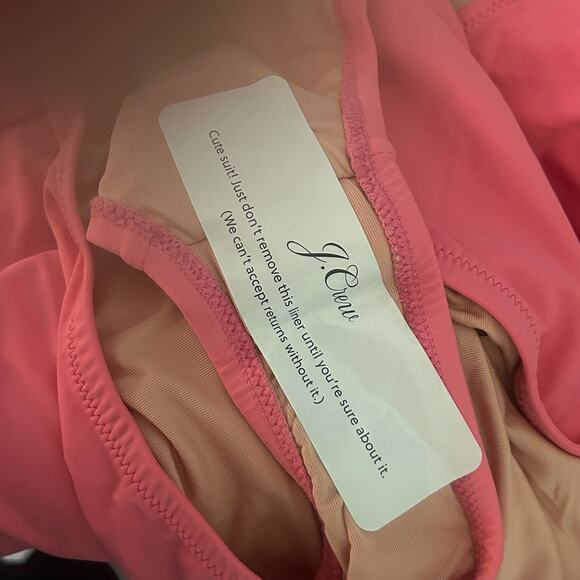 J.Crew
Cute suit! Just don't remove this liner until you're sure about it.
(We can't accept returns without it.)